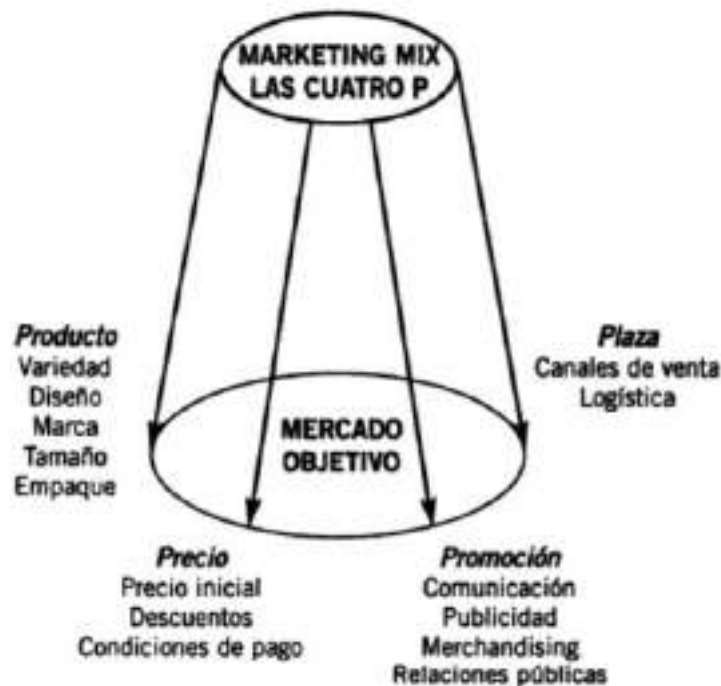 MARKETING MIX
LAS CUATRO P
Producto
Variedad
Diseño
Marca
Tamaño
Empaque
Plaza
Canales de venta
Logística
MERCADO
OBJETIVO
Precio
Precio inicial
Descuentos
Condiciones de pago
Promoción
Comunicación
Publicidad
Merchandising
Relaciones públicas